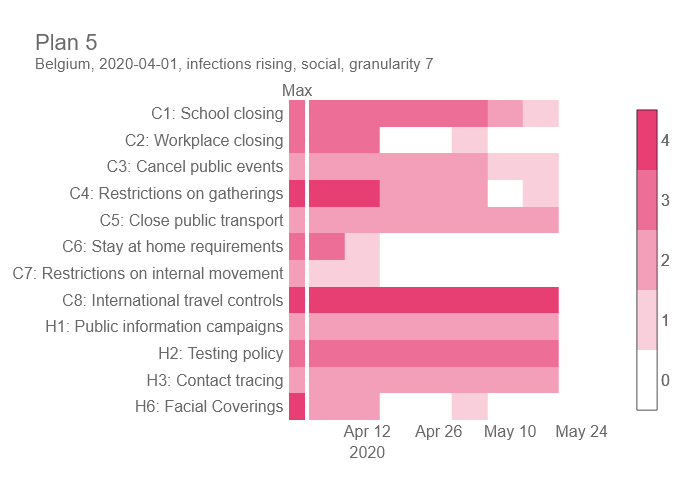 Plan 5
Belgium, 2020-04-01, infections rising, social, granularity 7
Max
C1: School closing
C2: Workplace closing
C3: Cancel public events
C4: Restrictions on gatherings
C5: Close public transport
C6: Stay at home requirements
C7: Restrictions on internal movement
C8: International travel controls
H1: Public information campaigns
H2: Testing policy
H3: Contact tracing
H6: Facial Coverings
Apr 12 Apr 26 May 10 May 24
2020
4
3
2
1
0